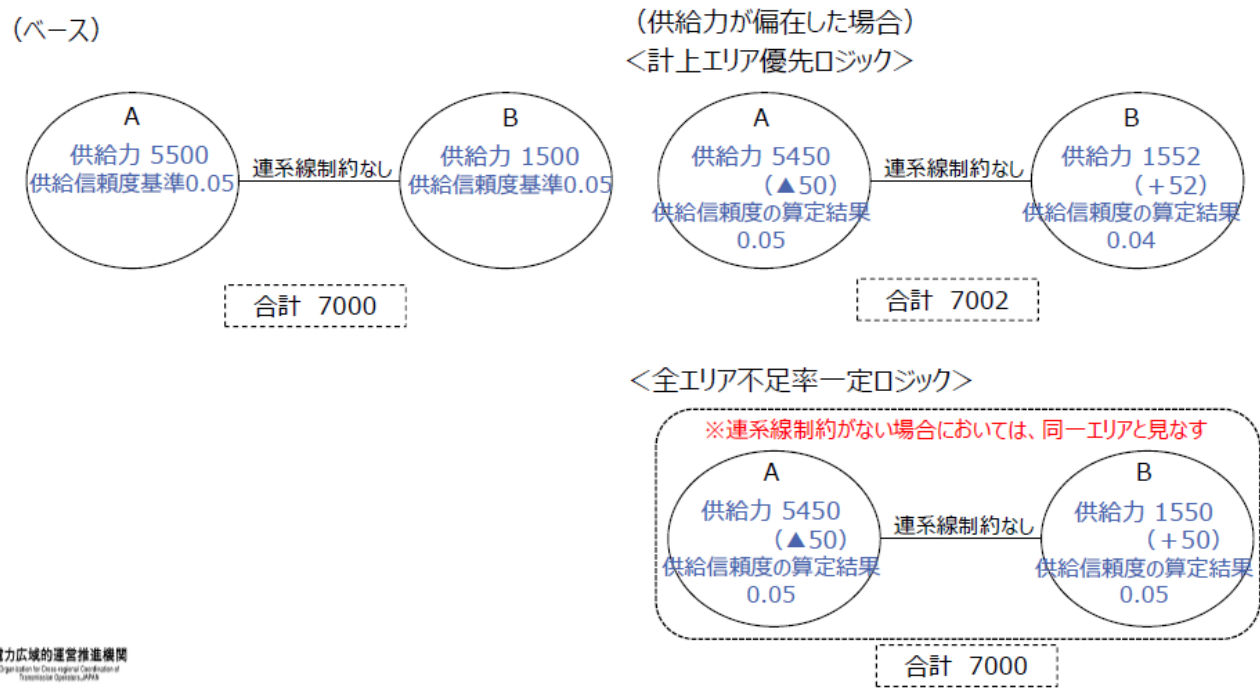 （ベース）
A
供給力 5500
供給信頼度基準0.05
連系線制約なし
B
供給力 1500
供給信頼度基準0.05
合計 7000
（供給力が偏在した場合）
＜計上エリア優先ロジック＞
A
供給力 5450
（▲50）
供給信頼度の算定結果
0.05
連系線制約なし
B
供給力 1552
（+52）
供給信頼度の算定結果
0.04
合計 7002
＜全エリア不足率一定ロジック＞
※連系線制約がない場合においては、同一エリアと見なす
A
供給力 5450
（▲50）
供給信頼度の算定結果
0.05
連系線制約なし
B
供給力 1550
（+50）
供給信頼度の算定結果
0.05
合計 7000
力広域的運営推進機関
Organization for Cross-regional Coordination of
Transmission Operators,JAPAN